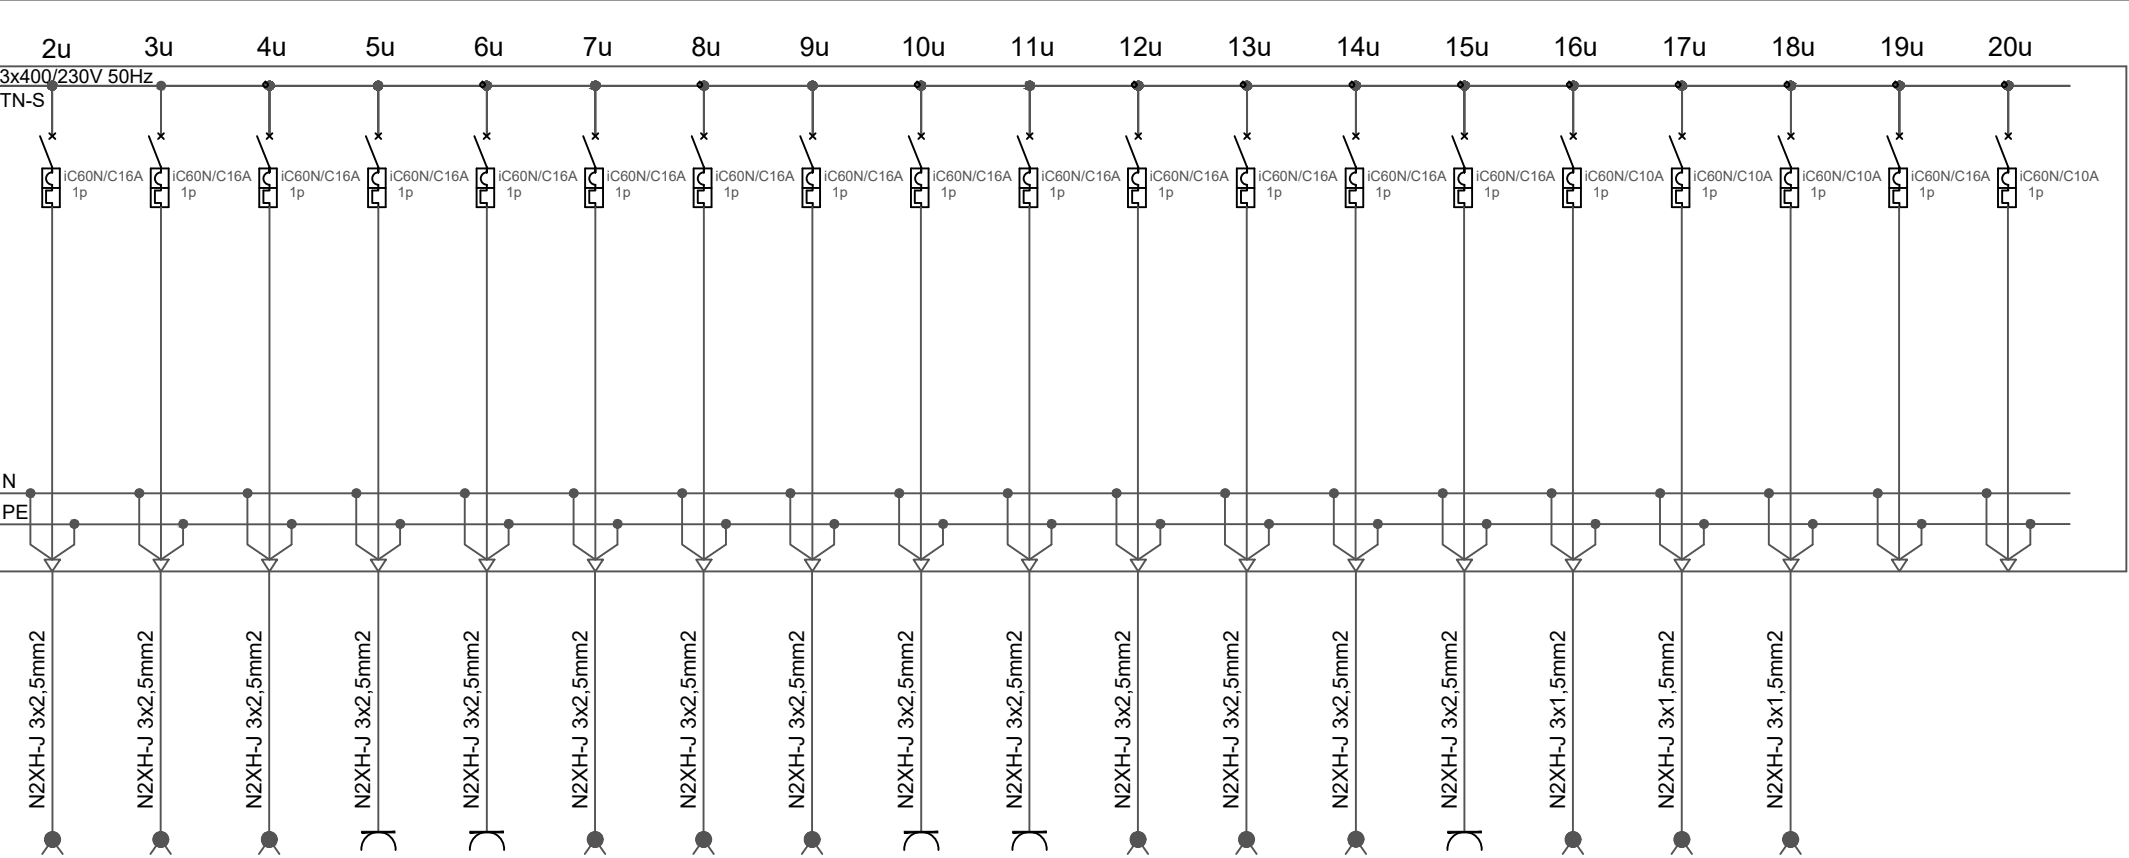 2u 3u 4u 5u 6u 7u 8u 9u 10u 11u 12u 13u 14u 15u 16u 17u 18u 19u 20u
3x400/230V 50Hz
TN-S
iC60N/C16A iC60N/C16A iC60N/C16A iC60N/C16A iC60N/C16A iC60N/C16A iC60N/C16A iC60N/C16A iC60N/C16A iC60N/C16A iC60N/C16A iC60N/C16A iC60N/C16A iC60N/C16A iC60N/C10A iC60N/C10A iC60N/C10A iC60N/C16A iC60N/C10A
1p 1p 1p 1p 1p 1p 1p 1p 1p 1p 1p 1p 1p 1p 1p 1p 1p 1p 1p
N
PE
N2XH-J 3x2,5mm2
N2XH-J 3x2,5mm2
N2XH-J 3x2,5mm2
N2XH-J 3x2,5mm2
N2XH-J 3x2,5mm2
N2XH-J 3x2,5mm2
N2XH-J 3x2,5mm2
N2XH-J 3x2,5mm2
N2XH-J 3x2,5mm2
N2XH-J 3x2,5mm2
N2XH-J 3x2,5mm2
N2XH-J 3x2,5mm2
N2XH-J 3x2,5mm2
N2XH-J 3x2,5mm2
N2XH-J 3x1,5mm2
N2XH-J 3x1,5mm2
N2XH-J 3x1,5mm2